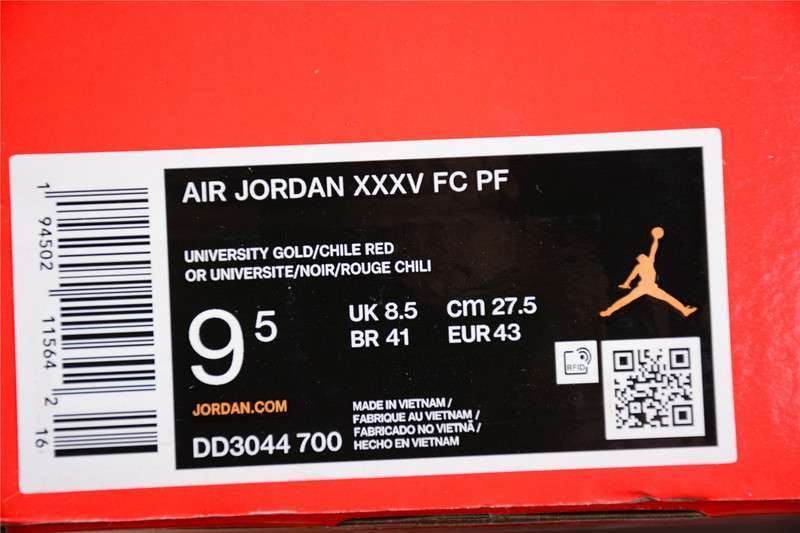 AIR JORDAN XXXV FC PF
UNIVERSITY GOLD/CHILE RED
OR UNIVERSITE/NOIR/ROUGE CHILI
9 5
UK 8.5 cm 27.5
BR 41 EUR 43
RFID
JORDAN.COM
MADE IN VIETNAM /
FABRIQUE AU VIETNAM /
FABRICADO NO VIETNÃ /
HECHO EN VIETNAM
DD3044 700
1 94502 11564 2 16